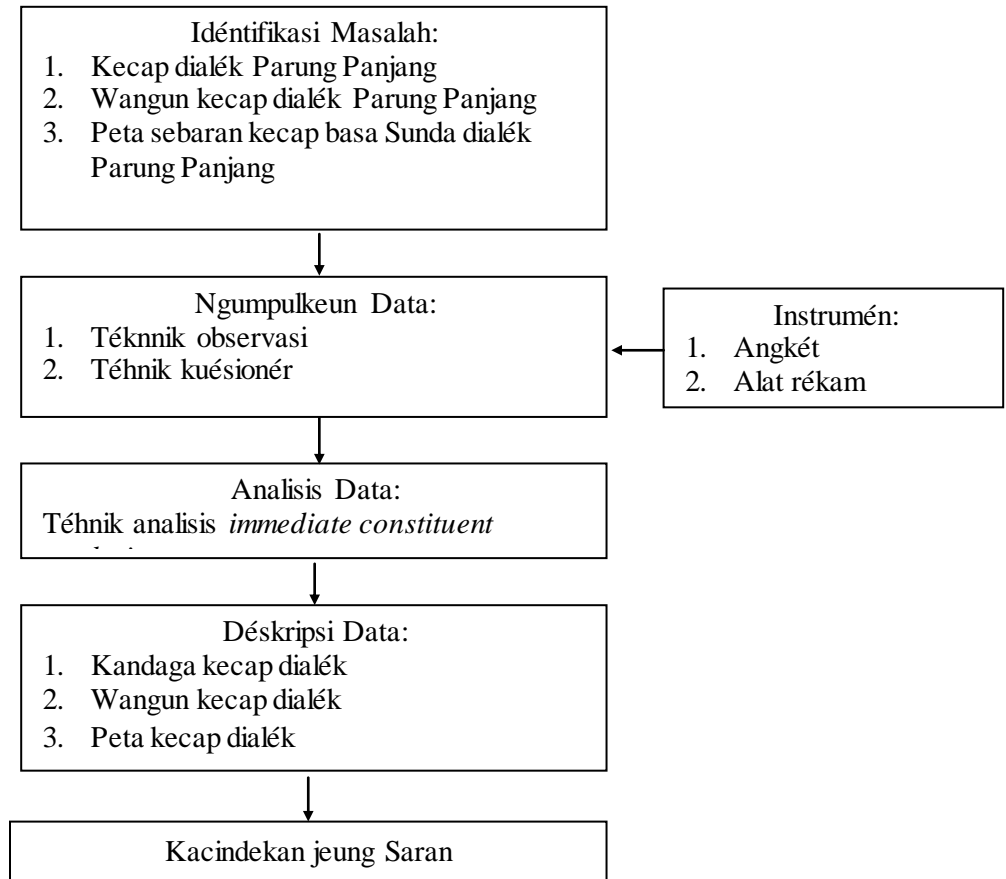 Idéntifikasi Masalah:
1. Kecap dialék Parung Panjang
2. Wangun kecap dialék Parung Panjang
3. Peta sebaran kecap basa Sunda dialék
Parung Panjang
Ngumpulkeun Data:
1. Téknnik observasi
2. Téhnik kuésionér
Instrumén:
1. Angkét
2. Alat rékam
Analisis Data:
Téhnik analisis immediate constituent
Déskripsi Data:
1. Kandaga kecap dialék
2. Wangun kecap dialék
3. Peta kecap dialék
Kacindekan jeung Saran